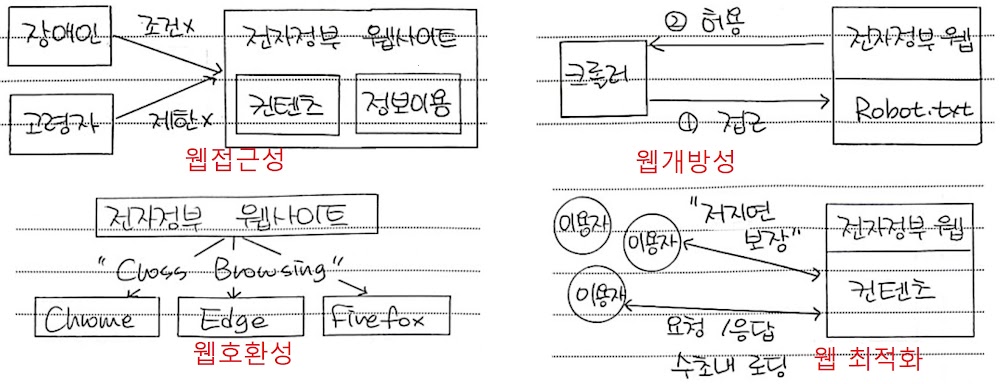 장애인
조건x
전자정부 웹사이트
컨텐츠
정보이용
고령자
제한x
웹접근성
② 허용
전자정부 웹
크롤러
Robot.txt
① 접근
웹개방성
전자정부 웹사이트
"Cross Browsing"
Chrome
Edge
Firefox
웹호환성
이용자
이용자
"저지연
보장"
전자정부 웹
이용자
컨텐츠
요청/응답
수초내 로딩
웹 최적화